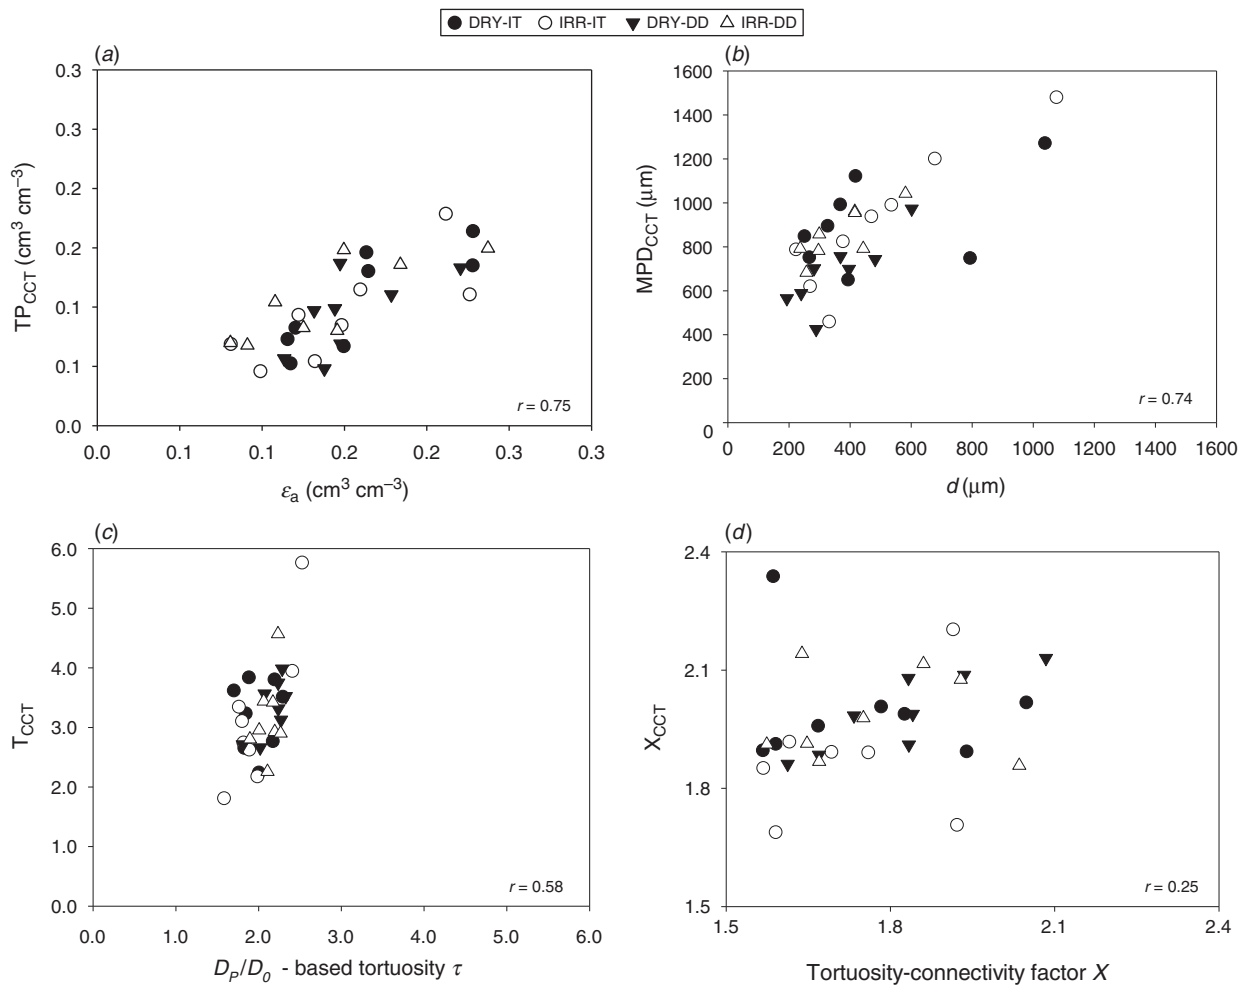 DRY-IT IRR-IT DRY-DD IRR-DD
(a)
0.3
0.3
0.2
0.2
0.1
0.1
0.0
TP_CCT (cm³ cm⁻³)
r = 0.75
0.0 0.1 0.1 0.2 0.2 0.3 0.3
ε_a (cm³ cm⁻³)
(b)
1600
1400
1200
1000
800
600
400
200
0
MPD_CCT (μm)
r = 0.74
0 200 400 600 800 1000 1200 1400 1600
d (μm)
(c)
6.0
5.0
4.0
3.0
2.0
1.0
0.0
T_CCT
r = 0.58
0.0 1.0 2.0 3.0 4.0 5.0 6.0
D_P/D_0 - based tortuosity τ
(d)
2.4
2.1
1.8
1.5
X_CCT
r = 0.25
1.5 1.8 2.1 2.4
Tortuosity-connectivity factor X